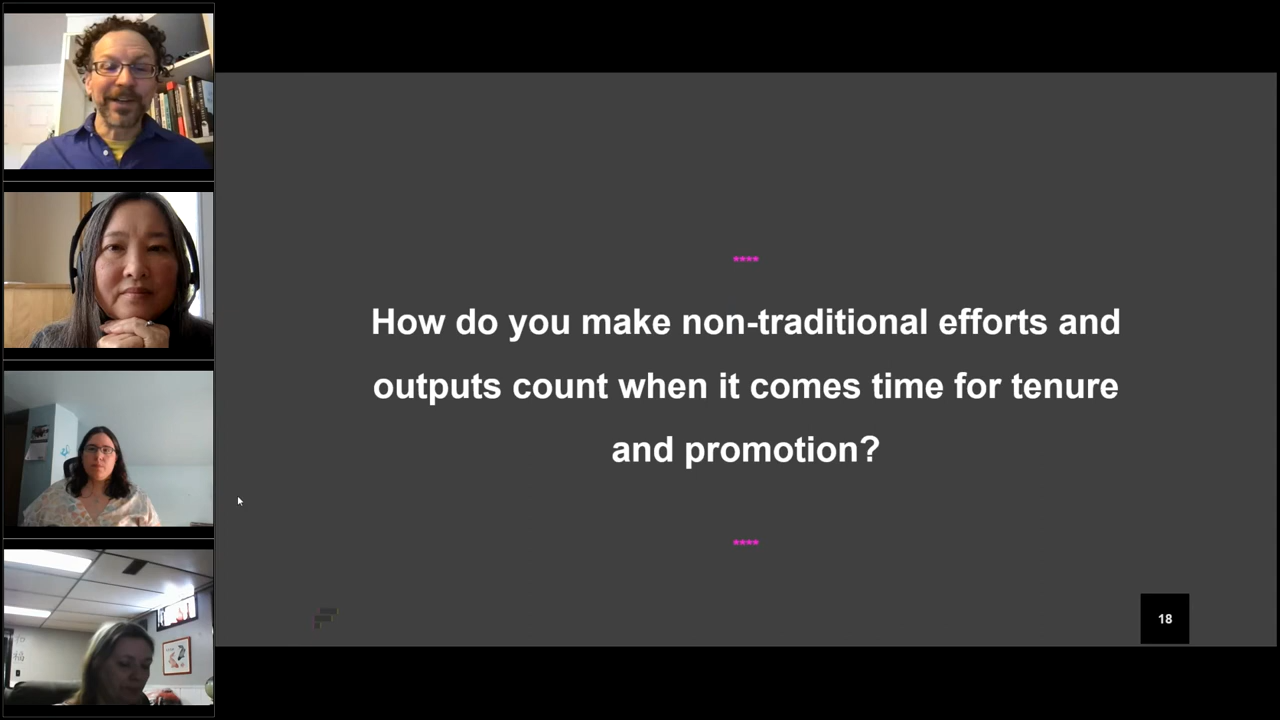 ****
How do you make non-traditional efforts and
outputs count when it comes time for tenure
and promotion?
****
18